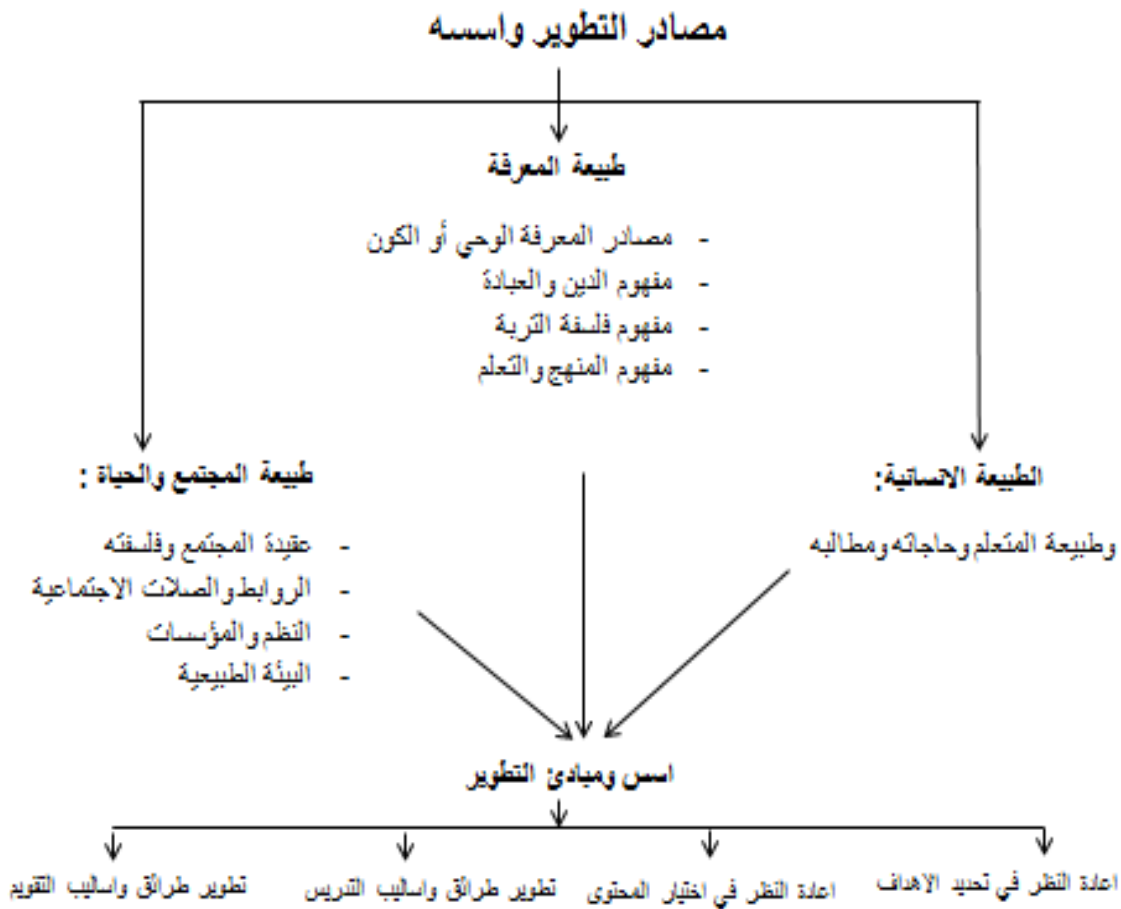 مصادر التطوير واسسه
طبيعة المعرفة
- مصادر المعرفة الوحي أو الكون
- مفهوم الدين والعبادة
- مفهوم فلسفة التربة
- مفهوم المنهج والتعلم
الطبيعة الانسانية:
وطبيعة المتعلم وحاجاته ومطالبه
طبيعة المجتمع والحياة :
- عقيدة المجتمع وفلسفته
- الروابط والصلات الاجتماعية
- النظم والمؤسسات
- البيئة الطبيعية
اسس ومبادئ التطوير
اعادة النظر في تحديد الاهداف
اعادة النظر في اختيار المحتوى
تطوير طرائق واساليب التدريس
تطوير طرائق واساليب التقويم